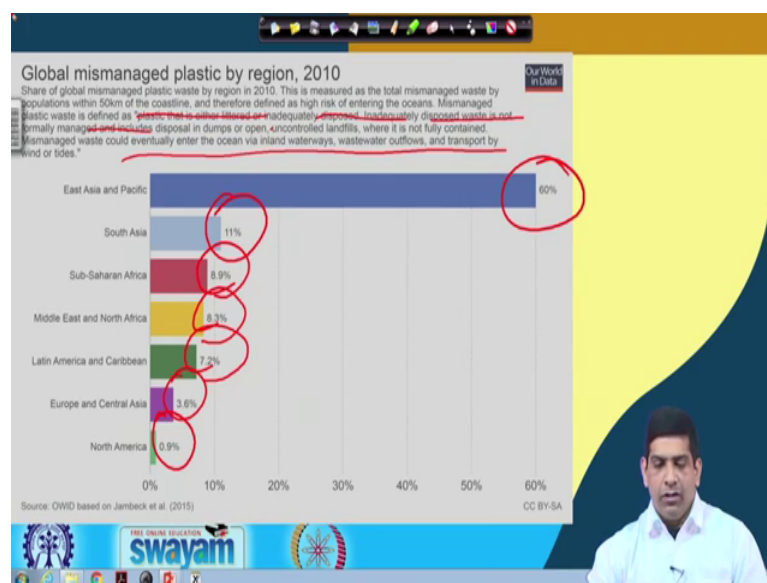 Global mismanaged plastic by region, 2010
Our World
in Data
Share of global mismanaged plastic waste by region in 2010. This is measured as the total mismanaged waste by
populations within 50km of the coastline, and therefore defined as high risk of entering the oceans. Mismanaged
plastic waste is defined as "plastic that is either littered or inadequately disposed. Inadequately disposed waste is not
formally managed and includes disposal in dumps or open, uncontrolled landfills, where it is not fully contained.
Mismanaged waste could eventually enter the ocean via inland waterways, wastewater outflows, and transport by
wind or tides."
East Asia and Pacific 60%
South Asia 11%
Sub-Saharan Africa 8.9%
Middle East and North Africa 8.3%
Latin America and Caribbean 7.2%
Europe and Central Asia 3.6%
North America 0.9%
0% 10% 20% 30% 40% 50% 60%
Source: OWID based on Jambeck et al. (2015) CC BY-SA
FREE ONLINE EDUCATION
swayam